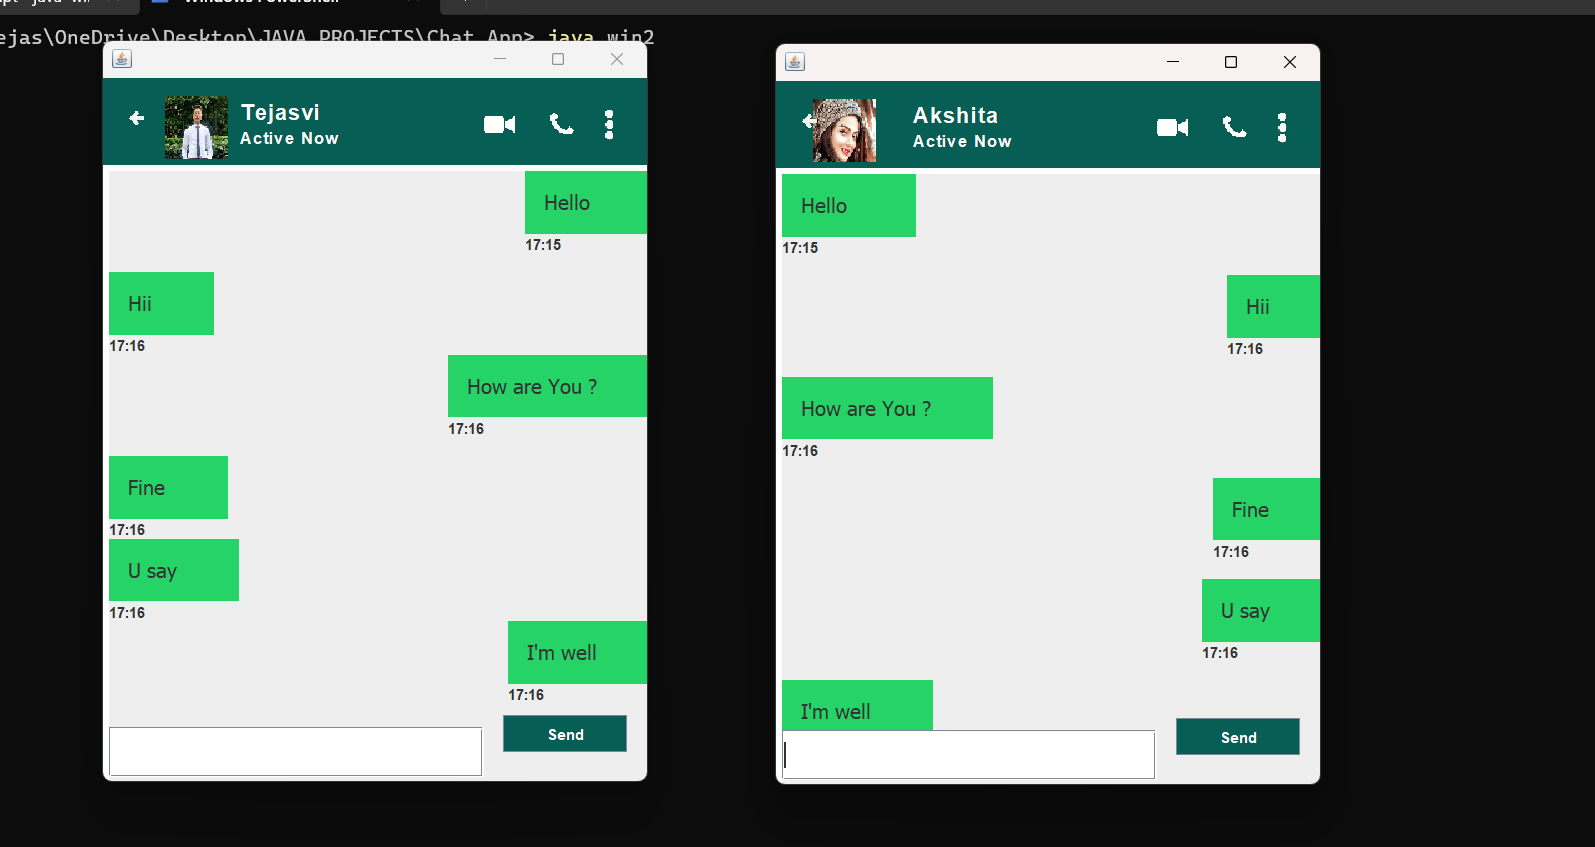 Windows PowerShell
ejas\OneDrive\Desktop\JAVA PROJECTS\Chat App> java win2
Tejasvi
Active Now
Hello
17:15
Hii
17:16
How are You ?
17:16
Fine
17:16
U say
17:16
I'm well
17:16
Send
Akshita
Active Now
Hello
17:15
Hii
17:16
How are You ?
17:16
Fine
17:16
U say
17:16
I'm well
Send